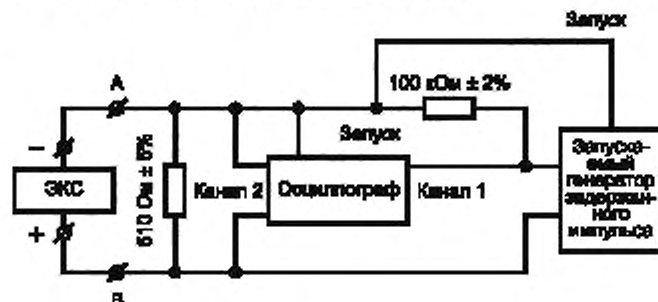 Запуск
А
100 кОм ± 2%
Запуск
–
ЭКС
+
510 Ом ± 5%
Канал 2
Осциллограф
Канал 1
Запуска-
емый
генератор
задержан-
ного
импульса
В